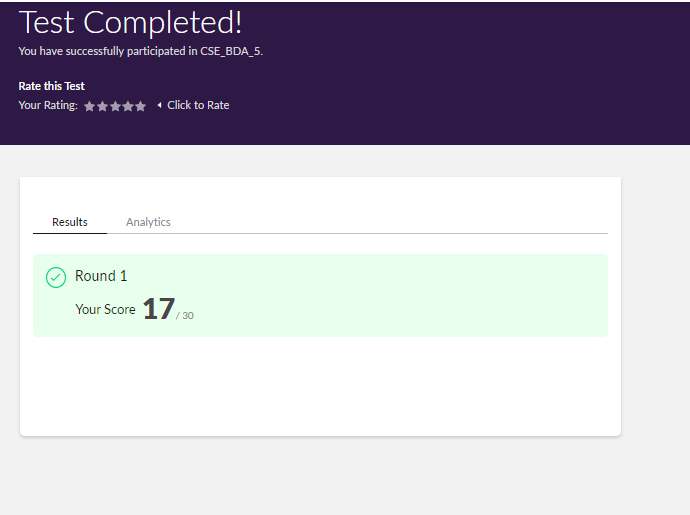 Test Completed!
You have successfully participated in CSE_BDA_5.
Rate this Test
Your Rating: Click to Rate
Results Analytics
Round 1
Your Score 17 / 30